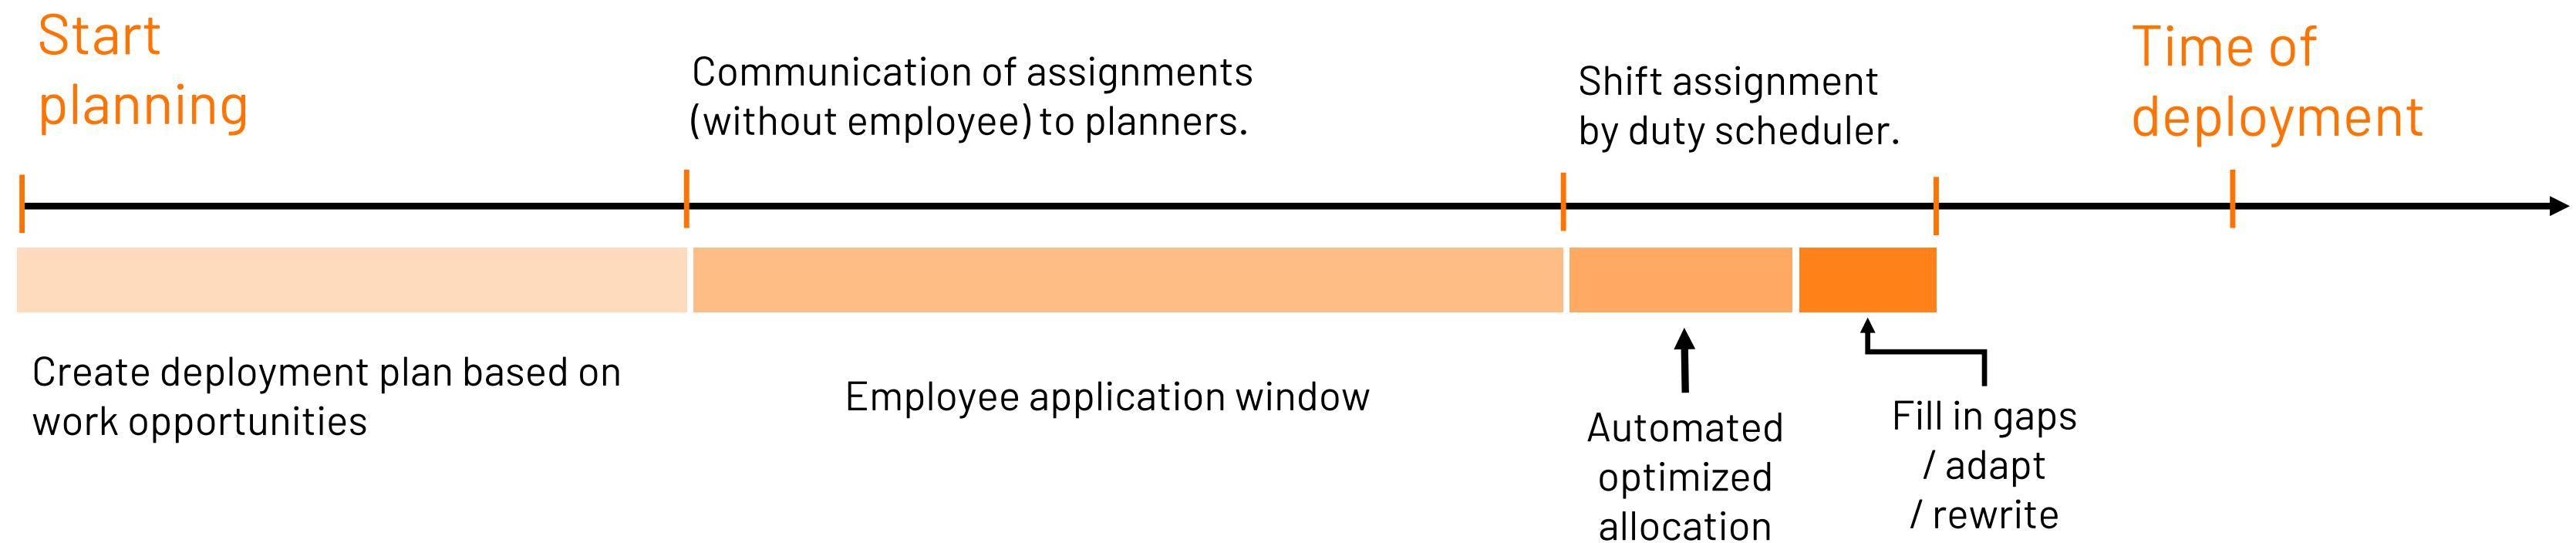 Start
planning
Communication of assignments
(without employee) to planners.
Shift assignment
by duty scheduler.
Time of
deployment
Create deployment plan based on
work opportunities
Employee application window
Automated
optimized
allocation
Fill in gaps
/ adapt
/ rewrite